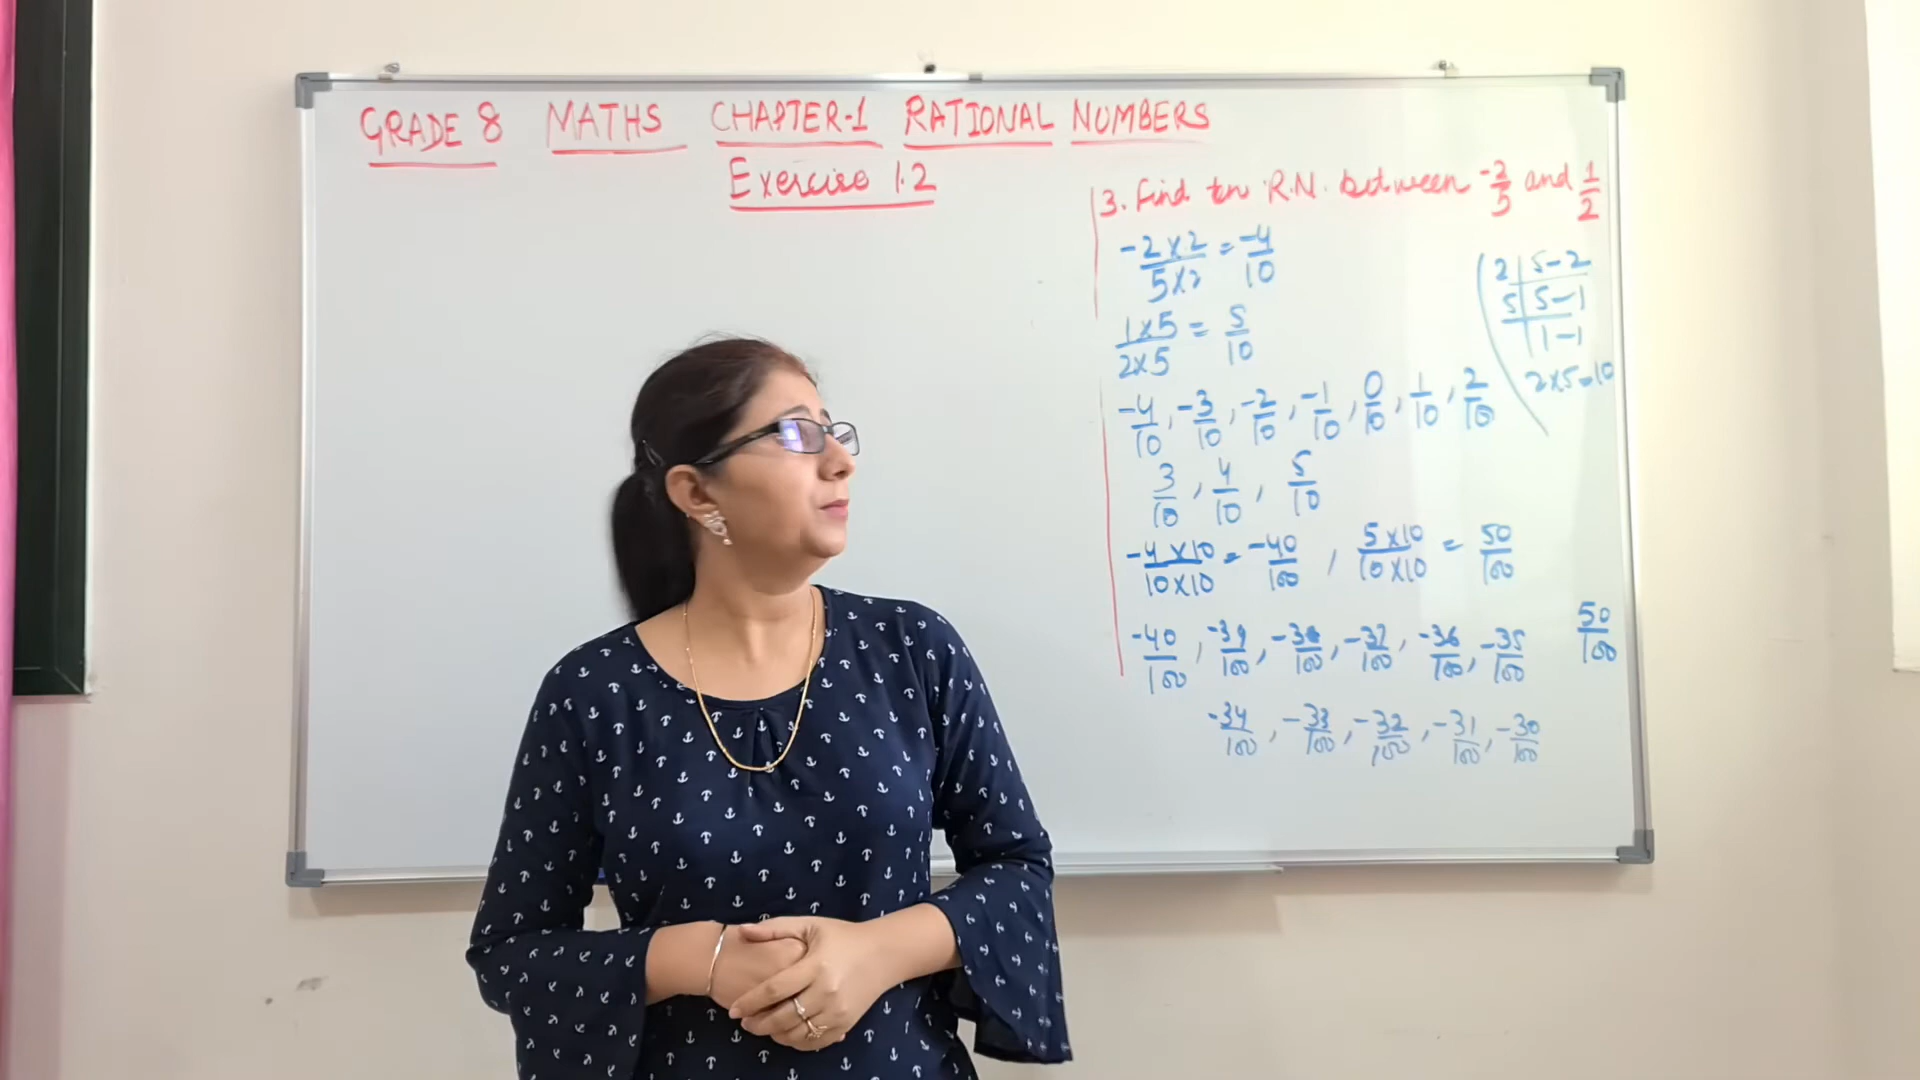 GRADE 8 MATHS CHAPTER-1 RATIONAL NUMBERS
Exercise 1.2
3. Find ten R.N. between -2/5 and 1/2
-2×2/5×2 = -4/10
2 | 5-2
5 | 5-1
| 1-1
2×5=10
1×5/2×5 = 5/10
-4/10, -3/10, -2/10, -1/10, 0/10, 1/10, 2/10
3/10, 4/10, 5/10
-4×10/10×10 = -40/100, 5×10/10×10 = 50/100
-40/100, -39/100, -38/100, -37/100, -36/100, -35/100 50/100
-34/100, -33/100, -32/100, -31/100, -30/100